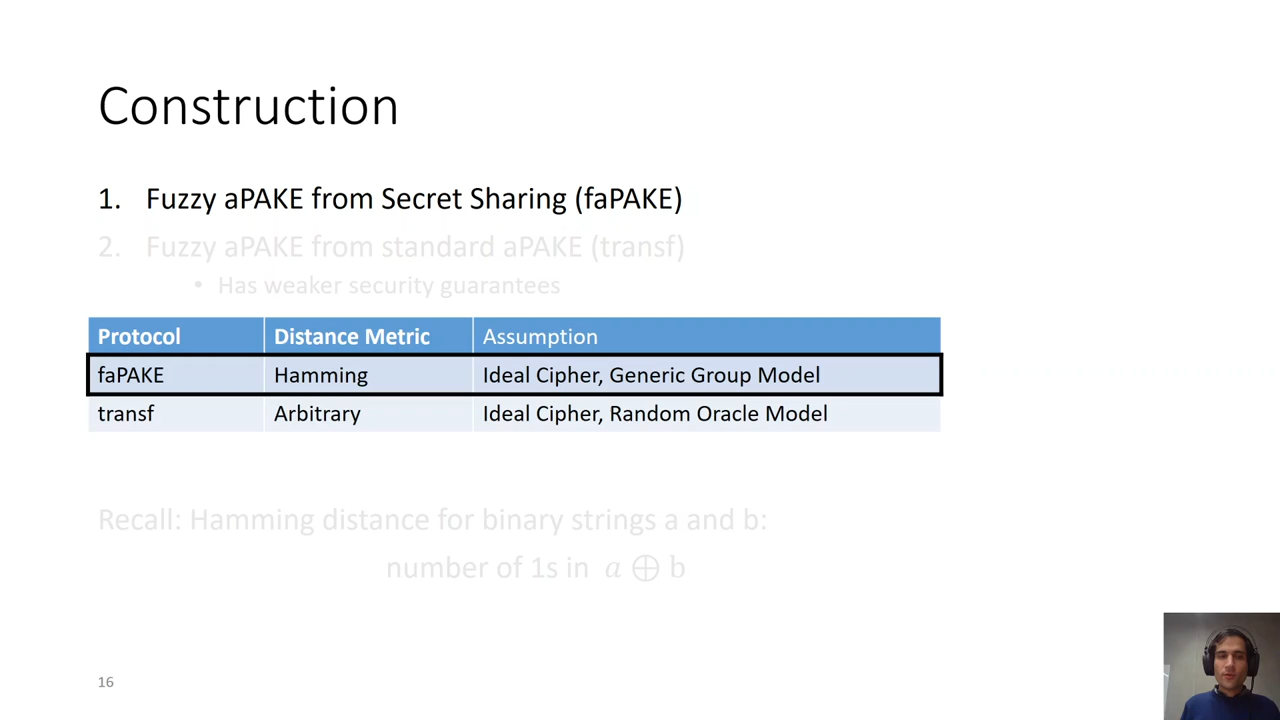 Construction
1. Fuzzy aPAKE from Secret Sharing (faPAKE)
2. Fuzzy aPAKE from standard aPAKE (transf)
• Has weaker security guarantees
Protocol Distance Metric Assumption
faPAKE Hamming Ideal Cipher, Generic Group Model
transf Arbitrary Ideal Cipher, Random Oracle Model
Recall: Hamming distance for binary strings a and b:
number of 1s in a ⊕ b
16